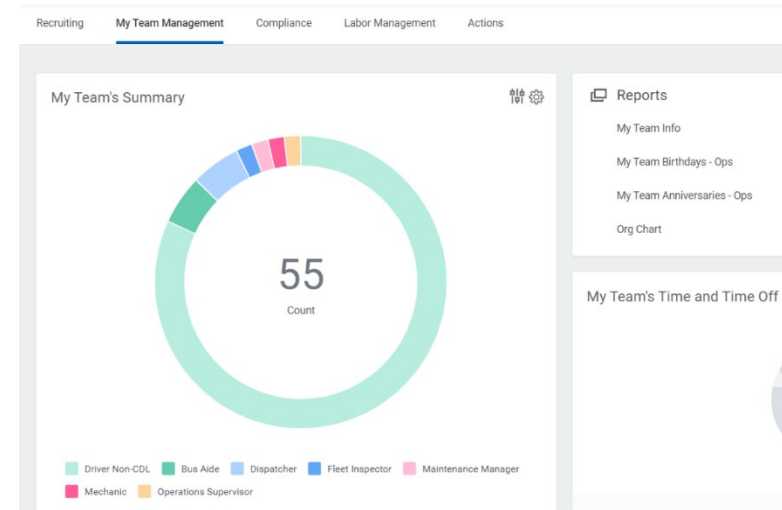 Recruiting My Team Management Compliance Labor Management Actions
My Team's Summary
55
Count
Driver Non-CDL Bus Aide Dispatcher Fleet Inspector Maintenance Manager
Mechanic Operations Supervisor
Reports
My Team Info
My Team Birthdays - Ops
My Team Anniversaries - Ops
Org Chart
My Team's Time and Time Off